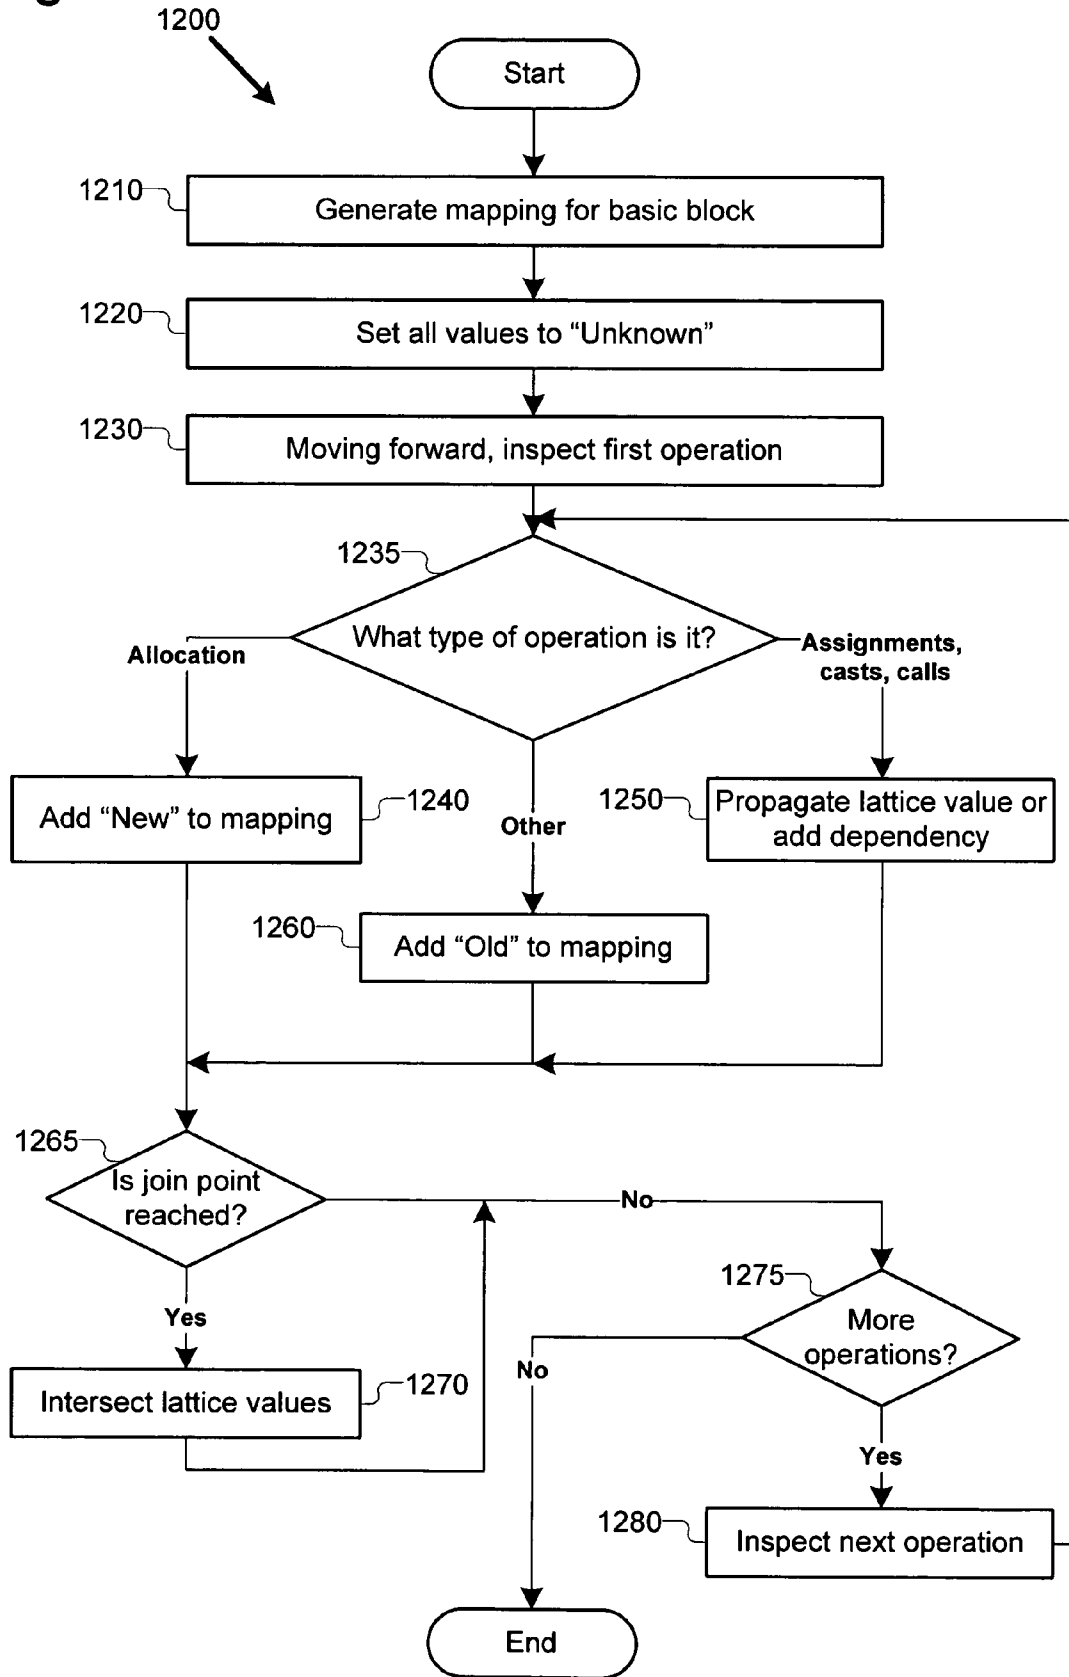 1200
Start
1210
Generate mapping for basic block
1220
Set all values to “Unknown”
1230
Moving forward, inspect first operation
1235
What type of operation is it?
Allocation
Assignments,
casts, calls
Add “New” to mapping
1240
Other
1250
Propagate lattice value or
add dependency
1260
Add “Old” to mapping
1265
Is join point
reached?
No
1275
More
operations?
Yes
No
Intersect lattice values
1270
Yes
1280
Inspect next operation
End